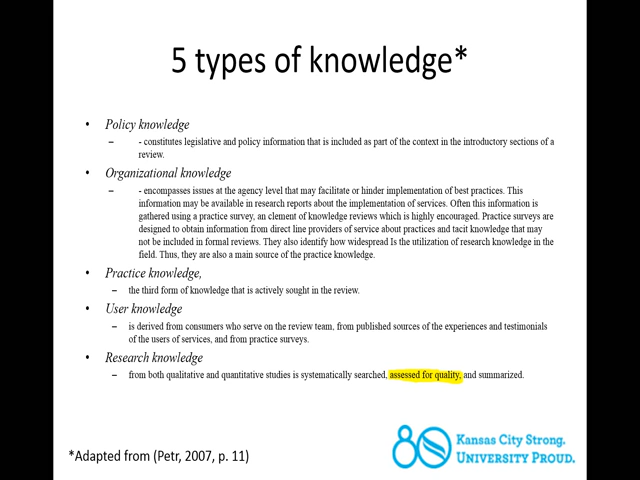 5 types of knowledge*
• Policy knowledge
– - constitutes legislative and policy information that is included as part of the context in the introductory sections of a
review.
• Organizational knowledge
– - encompasses issues at the agency level that may facilitate or hinder implementation of best practices. This
information may be available in research reports about the implementation of services. Often this information is
gathered using a practice survey, an clement of knowledge reviews which is highly encouraged. Practice surveys are
designed to obtain information from direct line providers of service about practices and tacit knowledge that may
not be included in formal reviews. They also identify how widespread Is the utilization of research knowledge in the
field. Thus, they are also a main source of the practice knowledge.
• Practice knowledge,
– the third form of knowledge that is actively sought in the review.
• User knowledge
– is derived from consumers who serve on the review team, from published sources of the experiences and testimonials
of the users of services, and from practice surveys.
• Research knowledge
– from both qualitative and quantitative studies is systematically searched, assessed for quality, and summarized.
*Adapted from (Petr, 2007, p. 11)
80 Kansas City Strong.
UNIVERSITY PROUD.